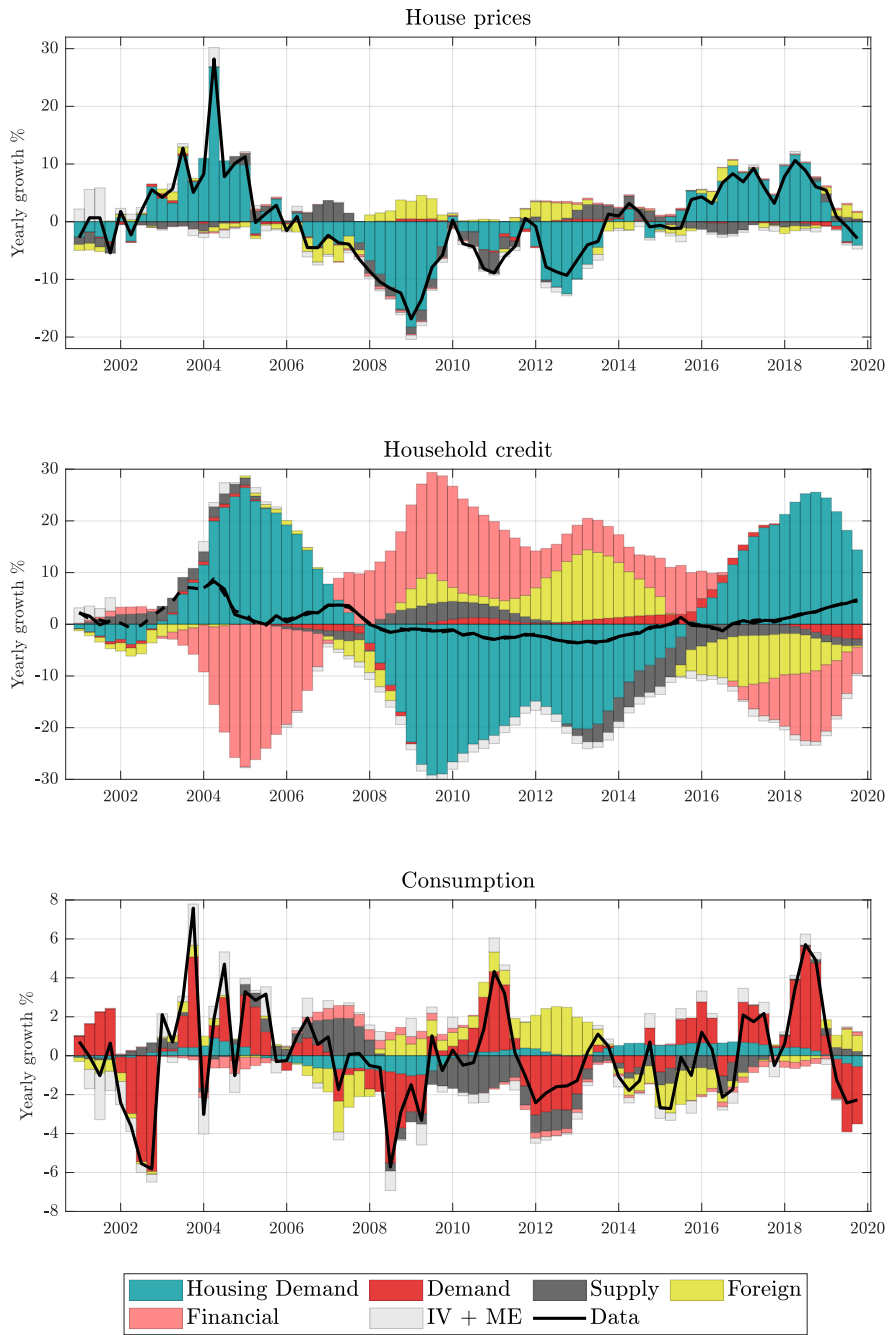 House prices
Yearly growth %
30
20
10
0
-10
-20
2002 2004 2006 2008 2010 2012 2014 2016 2018 2020
Household credit
Yearly growth %
30
20
10
0
-10
-20
-30
2002 2004 2006 2008 2010 2012 2014 2016 2018 2020
Consumption
Yearly growth %
8
6
4
2
0
-2
-4
-6
-8
2002 2004 2006 2008 2010 2012 2014 2016 2018 2020
Housing Demand Demand Supply Foreign
Financial IV + ME Data